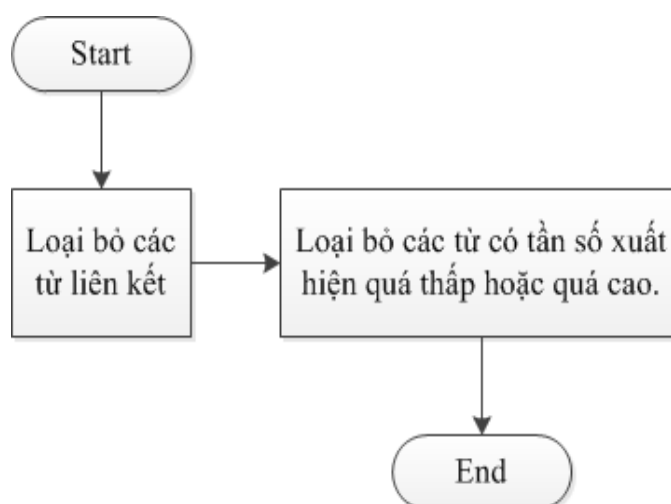 Start
Loại bỏ các
từ liên kết
Loại bỏ các từ có tần số xuất
hiện quá thấp hoặc quá cao.
End